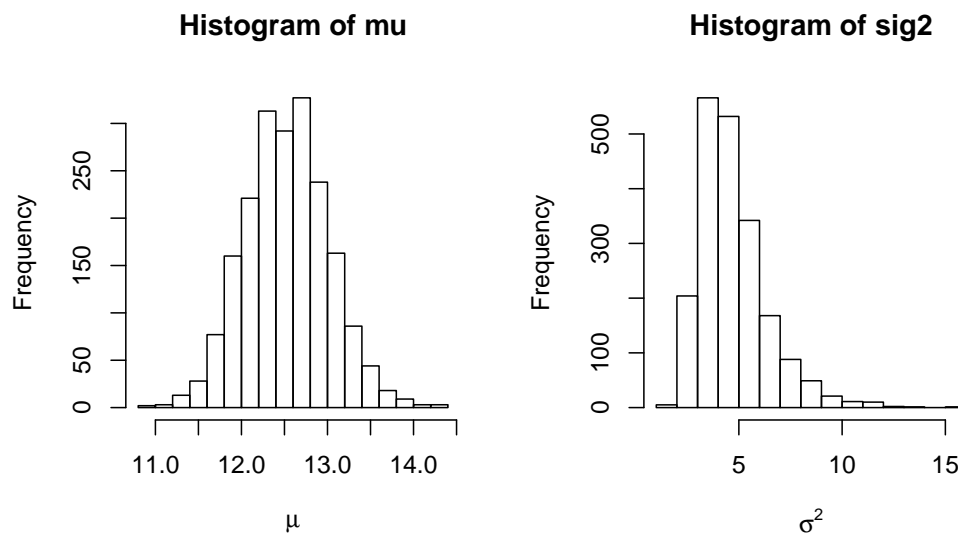 Histogram of mu
Frequency
0
50
150
250
11.0 12.0 13.0 14.0
μ
Histogram of sig2
Frequency
0
100
300
500
5 10 15
σ²